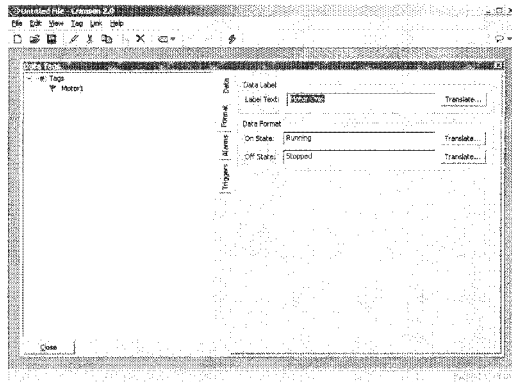 Untitled File - Crimson 2.0
File Edit View Tag Link Help
Tags
Motor1
Data
Format
Alarms
Triggers
Data Label
Label Text:
Translate...
Data Format
On State: Running Translate...
Off State: Stopped Translate...
Close